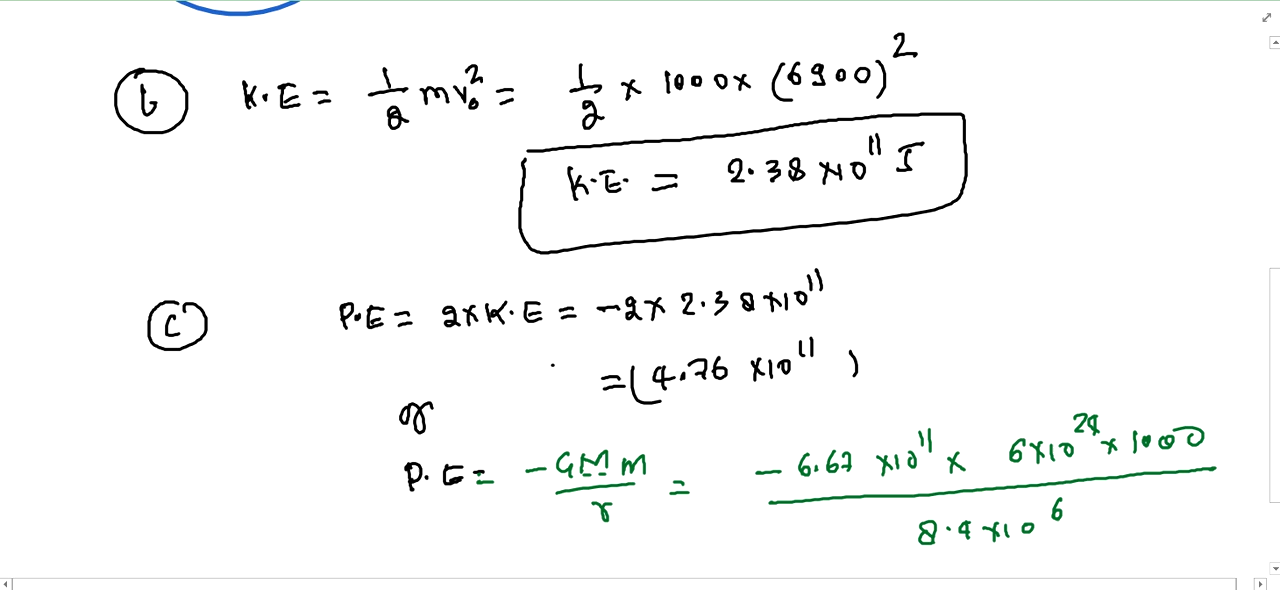 (b) K.E = 1/2 mv₀² = 1/2 × 1000 × (6900)²
K.E. = 2.38 ×10¹¹ J
(C) P.E = 2×K.E = -2× 2.38 ×10¹¹
=(4.76 ×10¹¹ )
or
P.E = -GMm/r = - 6.67 ×10¹¹ × 6×10²⁴ × 1000 / 8.4 ×10⁶